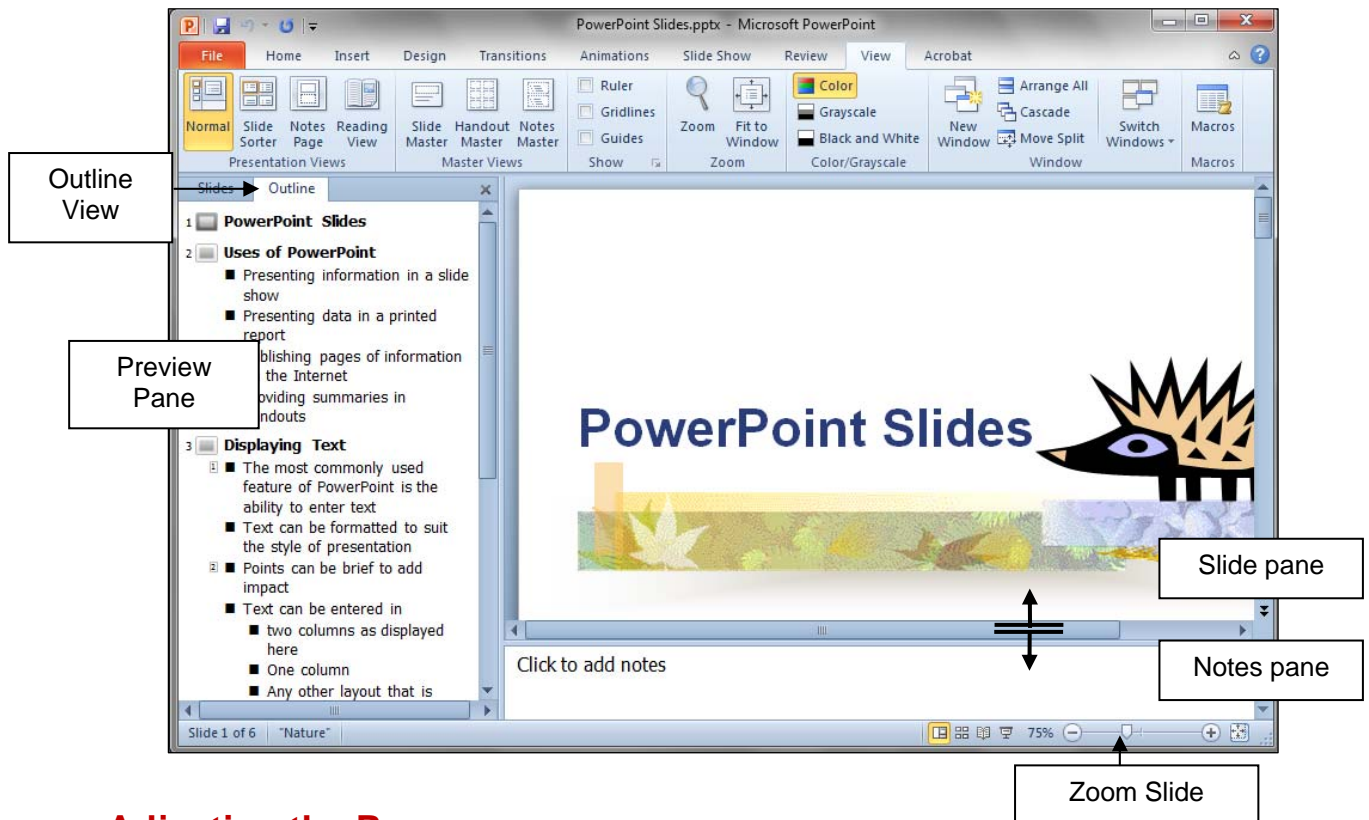 PowerPoint Slides.pptx - Microsoft PowerPoint
File Home Insert Design Transitions Animations Slide Show Review View Acrobat
Normal
Slide Sorter
Notes Page
Reading View
Presentation Views
Slide Master
Handout Master
Notes Master
Master Views
Ruler
Gridlines
Guides
Show
Zoom
Fit to Window
Zoom
Color
Grayscale
Black and White
Color/Grayscale
New Window
Arrange All
Cascade
Move Split
Switch Windows
Window
Macros
Macros
Outline
View
Slides Outline
1 PowerPoint Slides
2 Uses of PowerPoint
Presenting information in a slide
show
Presenting data in a printed
report
pages of information
the Internet
summaries in
Preview
Pane
3 Displaying Text
1 The most commonly used
feature of PowerPoint is the
ability to enter text
Text can be formatted to suit
the style of presentation
2 Points can be brief to add
impact
Text can be entered in
two columns as displayed
here
One column
Any other layout that is
PowerPoint Slides
Slide pane
Click to add notes
Notes pane
Slide 1 of 6 "Nature" 75%
Zoom Slide